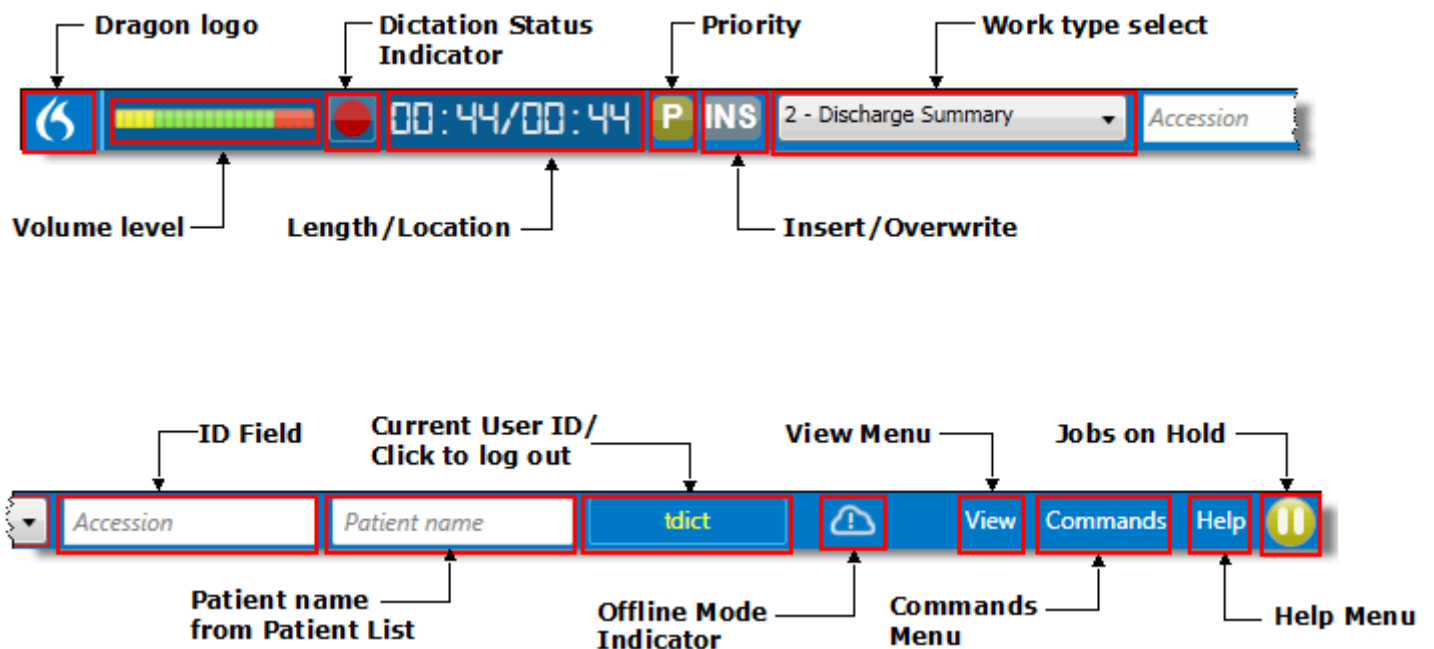 Dragon logo
Dictation Status
Indicator
Priority
Work type select
00:44/00:44
P
INS
2 - Discharge Summary
Accession
Volume level
Length/Location
Insert/Overwrite
ID Field
Current User ID/
Click to log out
View Menu
Jobs on Hold
Accession
Patient name
tdict
View
Commands
Help
Patient name
from Patient List
Offline Mode
Indicator
Commands
Menu
Help Menu